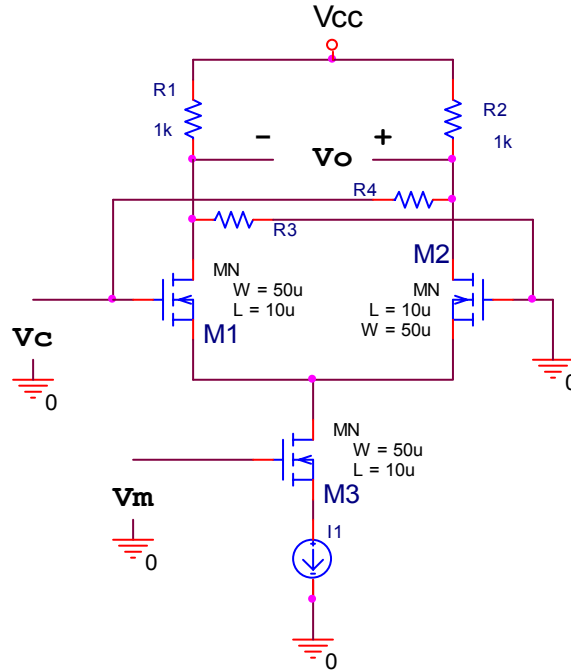 Vcc
R1
1k
R2
1k
-
Vo
+
R4
R3
M2
MN
W = 50u
L = 10u
M1
MN
L = 10u
W = 50u
Vc
0
0
MN
W = 50u
L = 10u
M3
Vm
0
I1
0